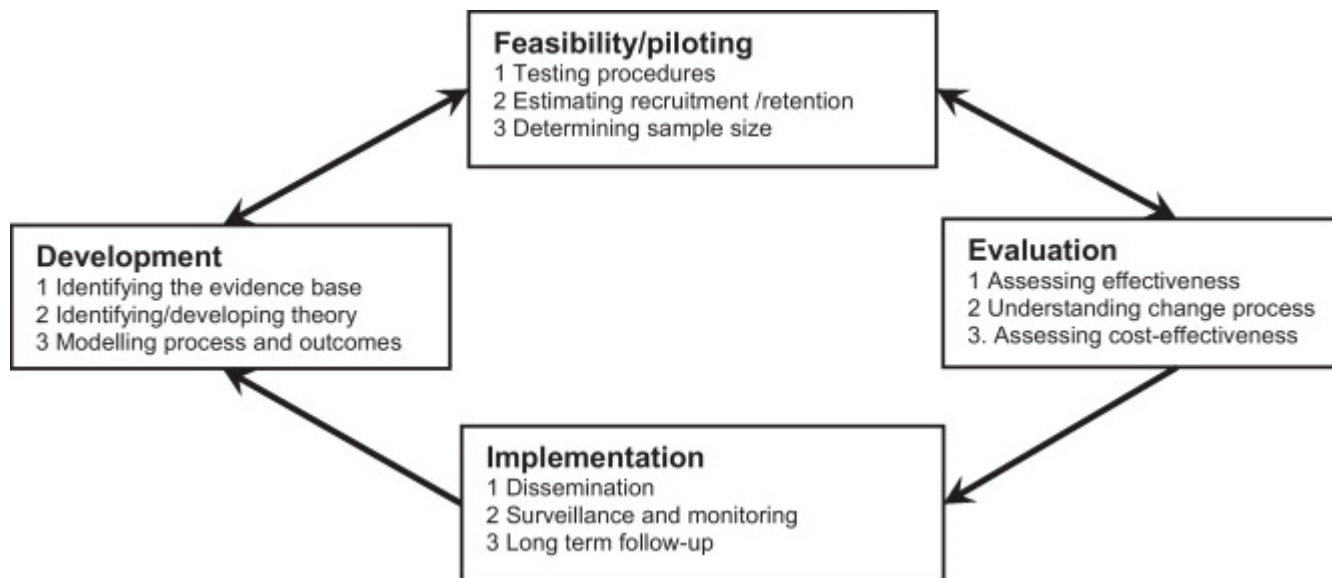 Feasibility/piloting
1 Testing procedures
2 Estimating recruitment /retention
3 Determining sample size
Development
1 Identifying the evidence base
2 Identifying/developing theory
3 Modelling process and outcomes
Evaluation
1 Assessing effectiveness
2 Understanding change process
3. Assessing cost-effectiveness
Implementation
1 Dissemination
2 Surveillance and monitoring
3 Long term follow-up